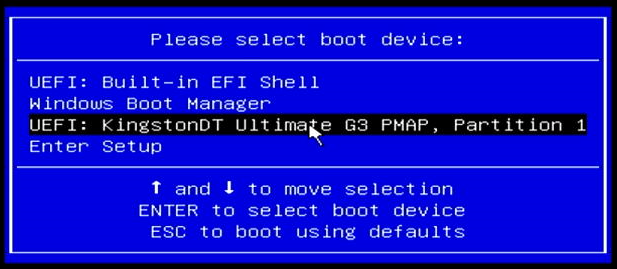 Please select boot device:
UEFI: Built-in EFI Shell
Windows Boot Manager
UEFI: KingstonDT Ultimate G3 PMAP, Partition 1
Enter Setup
↑ and ↓ to move selection
ENTER to select boot device
ESC to boot using defaults